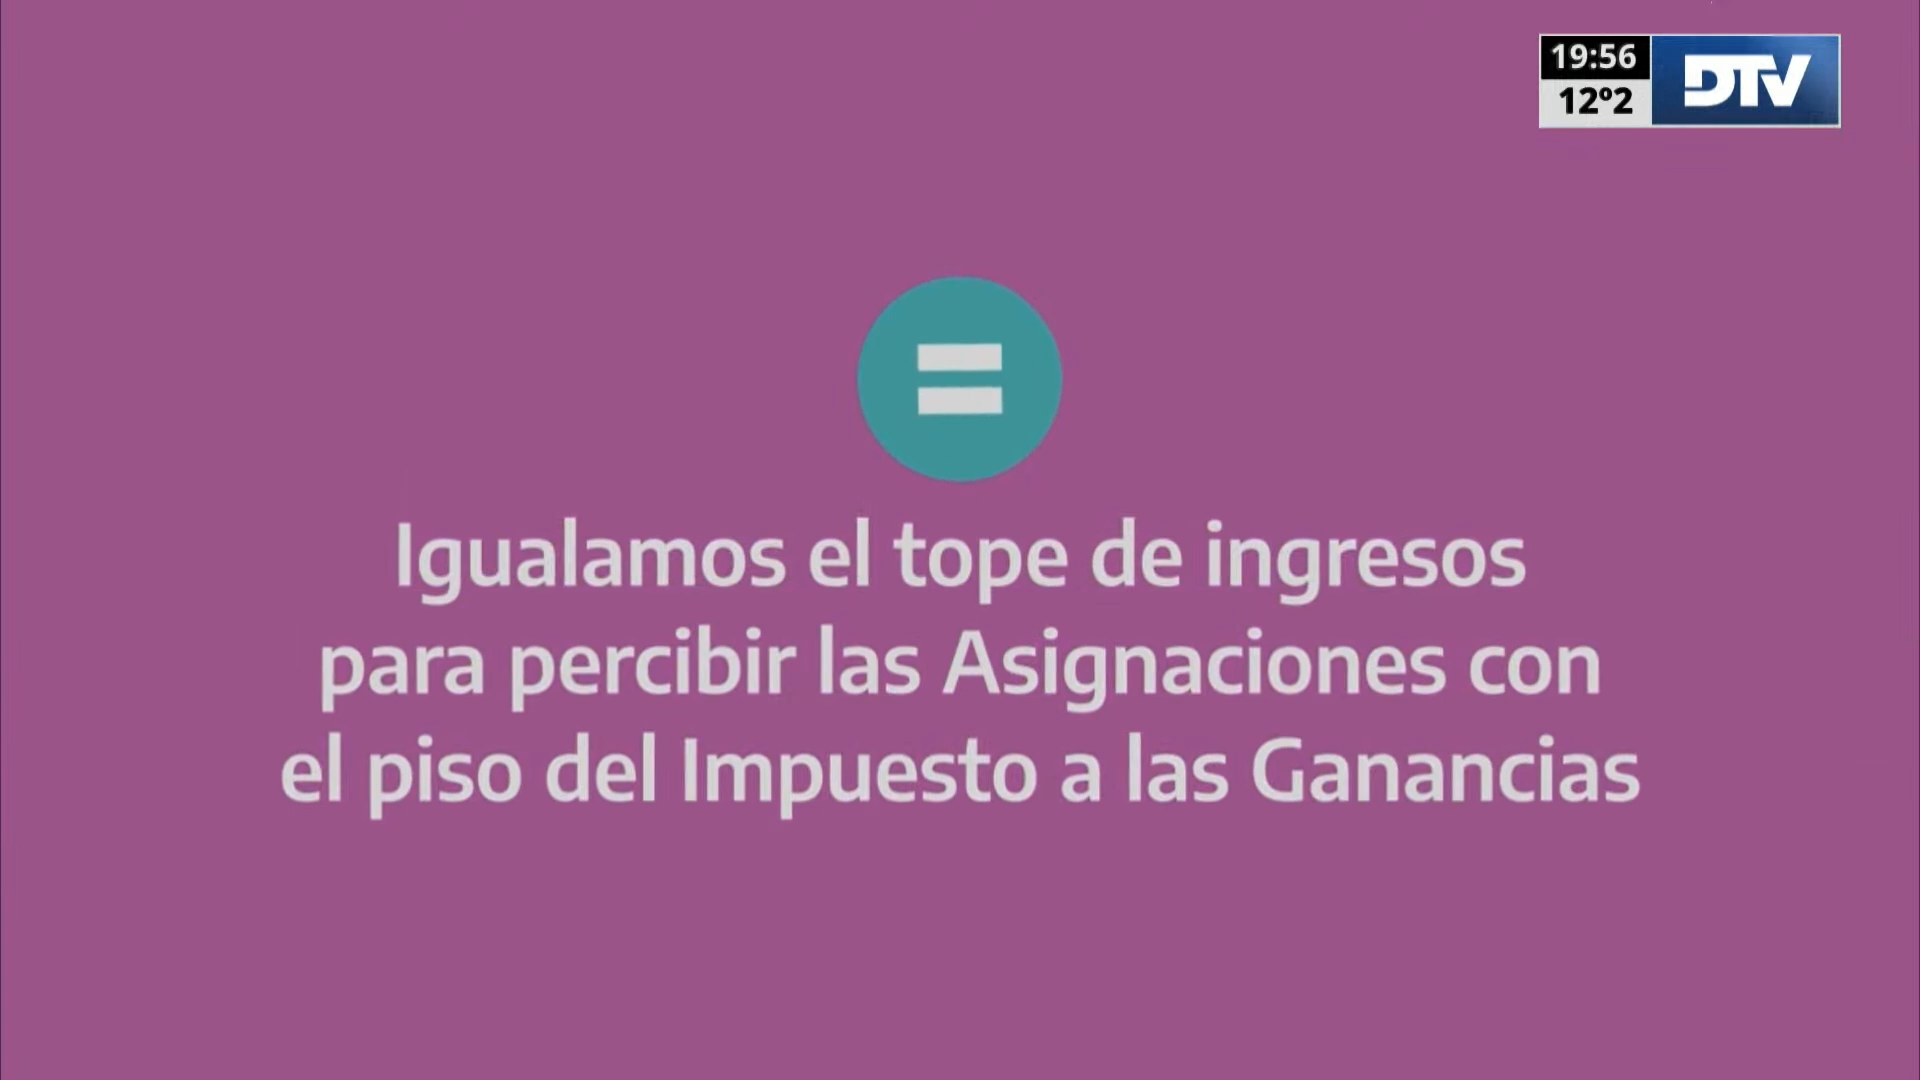 19:56
12º2
DTV
Igualamos el tope de ingresos
para percibir las Asignaciones con
el piso del Impuesto a las Ganancias